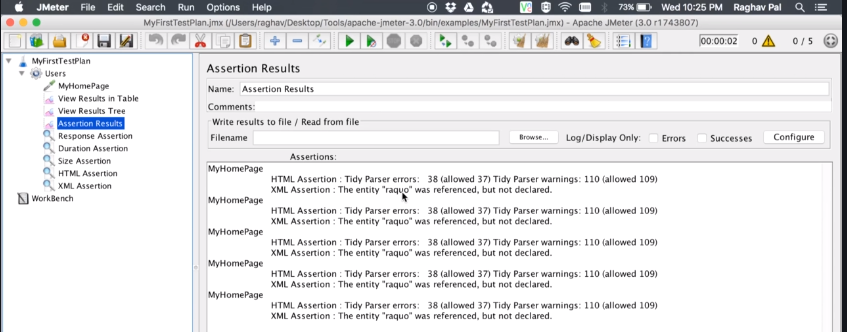 JMeter File Edit Search Run Options Help 73% Wed 10:25 PM Raghav Pal
MyFirstTestPlan.jmx (/Users/raghav/Desktop/Tools/apache-jmeter-3.0/bin/examples/MyFirstTestPlan.jmx) - Apache JMeter (3.0 r1743807)
00:00:02 0 0 / 5
MyFirstTestPlan
Users
MyHomePage
View Results in Table
View Results Tree
Assertion Results
Response Assertion
Duration Assertion
Size Assertion
HTML Assertion
XML Assertion
WorkBench
Assertion Results
Name: Assertion Results
Comments:
Write results to file / Read from file
Filename Browse... Log/Display Only: Errors Successes Configure
Assertions:
MyHomePage
HTML Assertion : Tidy Parser errors: 38 (allowed 37) Tidy Parser warnings: 110 (allowed 109)
XML Assertion : The entity "raquo" was referenced, but not declared.
MyHomePage
HTML Assertion : Tidy Parser errors: 38 (allowed 37) Tidy Parser warnings: 110 (allowed 109)
XML Assertion : The entity "raquo" was referenced, but not declared.
MyHomePage
HTML Assertion : Tidy Parser errors: 38 (allowed 37) Tidy Parser warnings: 110 (allowed 109)
XML Assertion : The entity "raquo" was referenced, but not declared.
MyHomePage
HTML Assertion : Tidy Parser errors: 38 (allowed 37) Tidy Parser warnings: 110 (allowed 109)
XML Assertion : The entity "raquo" was referenced, but not declared.
MyHomePage
HTML Assertion : Tidy Parser errors: 38 (allowed 37) Tidy Parser warnings: 110 (allowed 109)
XML Assertion : The entity "raquo" was referenced, but not declared.